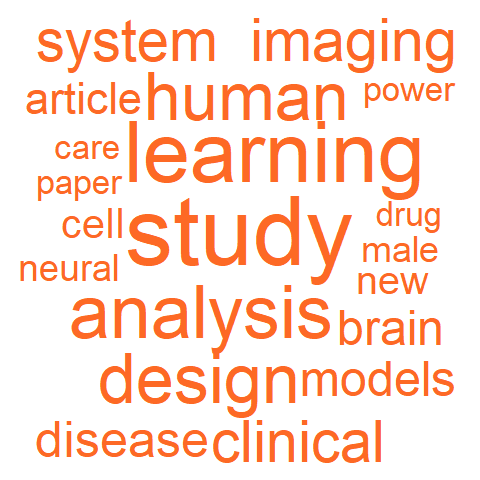 system imaging
article human power
care learning
paper
cell study drug
neural male
analysis new
brain
design models
disease clinical